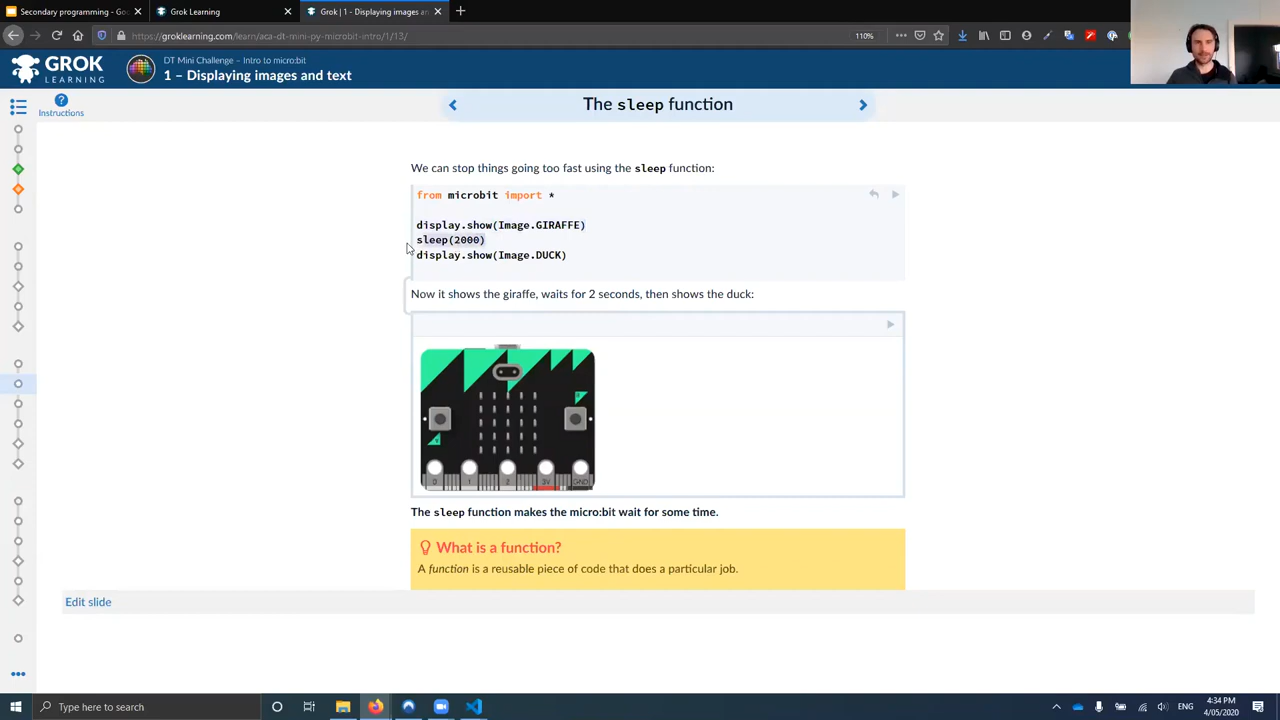 Secondary programming - Goo
Grok Learning
Grok | 1 - Displaying images an
https://groklearning.com/learn/aca-dt-mini-py-microbit-intro/1/13/
110%
GROK
LEARNING
DT Mini Challenge – Intro to micro:bit
1 – Displaying images and text
Instructions
The sleep function
We can stop things going too fast using the sleep function:
from microbit import *
display.show(Image.GIRAFFE)
sleep(2000)
display.show(Image.DUCK)
Now it shows the giraffe, waits for 2 seconds, then shows the duck:
0 1 2 3V GND
The sleep function makes the micro:bit wait for some time.
What is a function?
A function is a reusable piece of code that does a particular job.
Edit slide
Type here to search
ENG
4:34 PM
4/05/2020